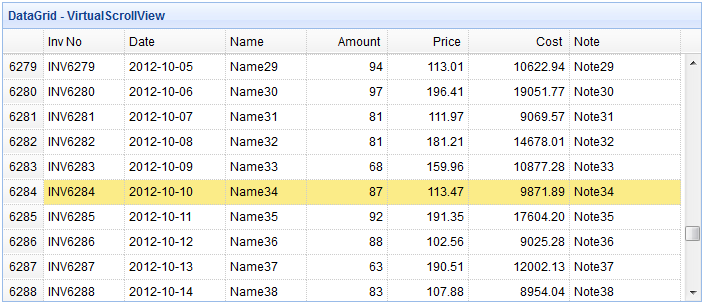 DataGrid - VirtualScrollView
Inv No Date Name Amount Price Cost Note
6279 INV6279 2012-10-05 Name29 94 113.01 10622.94 Note29
6280 INV6280 2012-10-06 Name30 97 196.41 19051.77 Note30
6281 INV6281 2012-10-07 Name31 81 111.97 9069.57 Note31
6282 INV6282 2012-10-08 Name32 81 181.21 14678.01 Note32
6283 INV6283 2012-10-09 Name33 68 159.96 10877.28 Note33
6284 INV6284 2012-10-10 Name34 87 113.47 9871.89 Note34
6285 INV6285 2012-10-11 Name35 92 191.35 17604.20 Note35
6286 INV6286 2012-10-12 Name36 88 102.56 9025.28 Note36
6287 INV6287 2012-10-13 Name37 63 190.51 12002.13 Note37
6288 INV6288 2012-10-14 Name38 83 107.88 8954.04 Note38